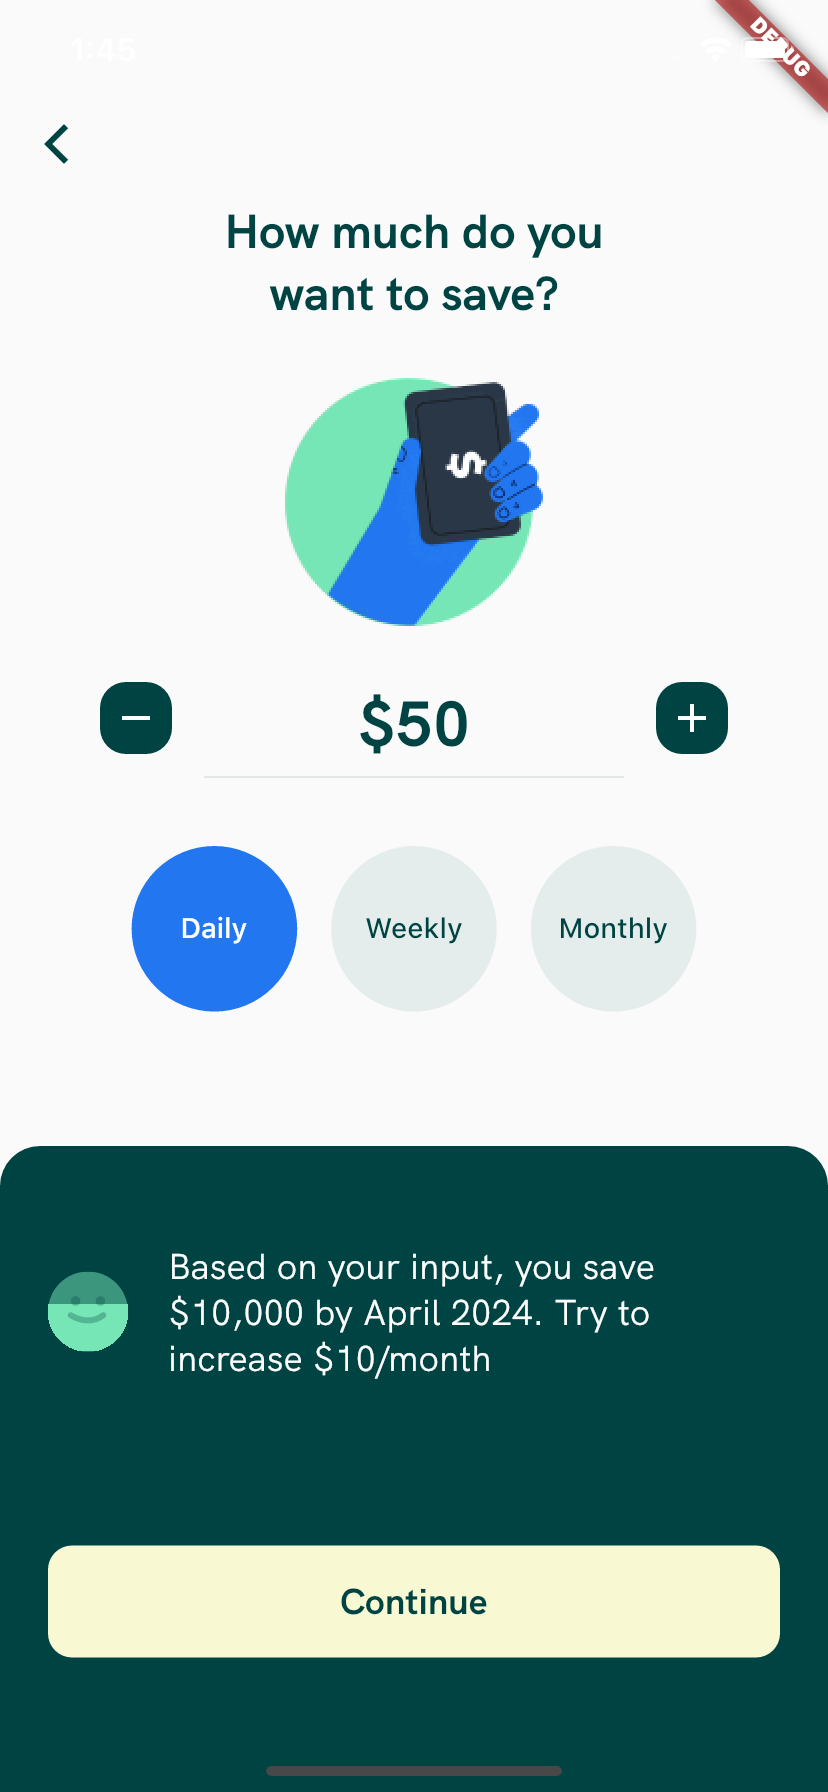 1:45
DEBUG
How much do you
want to save?
$
$50
Daily
Weekly
Monthly
Based on your input, you save
$10,000 by April 2024. Try to
increase $10/month
Continue